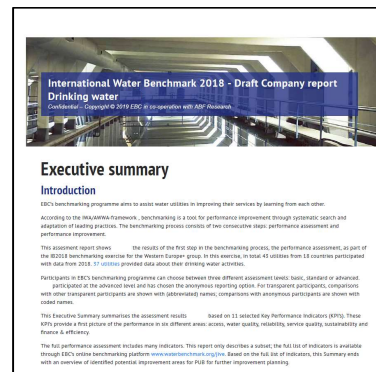 International Water Benchmark 2018 - Draft Company report
Drinking water
Confidential – Copyright © 2019 EBC in co-operation with ABF Research
Executive summary
Introduction
EBC's benchmarking programme aims to assist water utilities in improving their services by learning from each other.
According to the IWA/AWWA-framework , benchmarking is a tool for performance improvement through systematic search and
adaptation of leading practices. The benchmarking process consists of two consecutive steps: performance assessment and
performance improvement.
This assesment report shows the results of the first step in the benchmarking process, the performance assessment, as part of
the IB2018 benchmarking exercise for the Western Europe+ group. In this exercise, in total 45 utilities from 18 countries participated
with data from 2018. 37 utilities provided data about their drinking water activities.
Participants in EBC's benchmarking programme can choose between three different assessment levels: basic, standard or advanced.
participated at the advanced level and has chosen the anonymous reporting option. For transparent participants, comparisons
with other transparent participants are shown with (abbreviated) names; comparisons with anonymous participants are shown with
coded names.
This Executive Summary summarises the assessment results based on 11 selected Key Performance Indicators (KPI's). These
KPI's provide a first picture of the performance in six different areas: access, water quality, reliability, service quality, sustainability and
finance & efficiency.
The full performance assessment includes many indicators. This report only describes a subset; the full list of indicators is available
through EBC's online benchmarking platform www.waterbenchmark.org/live. Based on the full list of indicators, this Summary ends
with an overview of identified potential improvement areas for PUB for further improvement planning.